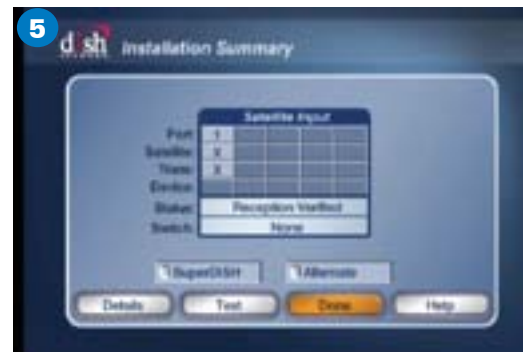 5
dish Installation Summary
Satellite Input
Port 1
Satellite X
Trans X
Device
Status Reception Verified
Switch None
SuperDISH Alternate
Details Test Done Help